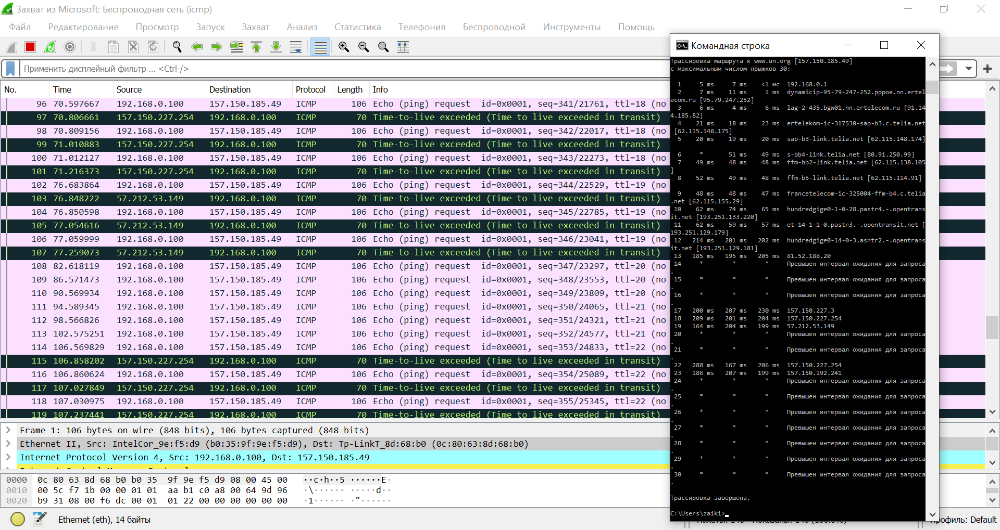 Захват из Microsoft: Беспроводная сеть (icmp)
Файл Редактирование Просмотр Запуск Захват Анализ Статистика Телефония Беспроводной Инструменты Помощь
Применить дисплейный фильтр ... <Ctrl-/>
No. Time Source Destination Protocol Length Info
96 70.597667 192.168.0.100 157.150.185.49 ICMP 106 Echo (ping) request id=0x0001, seq=341/21761, ttl=18 (no
97 70.806661 157.150.227.254 192.168.0.100 ICMP 70 Time-to-live exceeded (Time to live exceeded in transit)
98 70.809156 192.168.0.100 157.150.185.49 ICMP 106 Echo (ping) request id=0x0001, seq=342/22017, ttl=18 (no
99 71.010883 157.150.227.254 192.168.0.100 ICMP 70 Time-to-live exceeded (Time to live exceeded in transit)
100 71.012127 192.168.0.100 157.150.185.49 ICMP 106 Echo (ping) request id=0x0001, seq=343/22273, ttl=18 (no
101 71.216373 157.150.227.254 192.168.0.100 ICMP 70 Time-to-live exceeded (Time to live exceeded in transit)
102 76.683864 192.168.0.100 157.150.185.49 ICMP 106 Echo (ping) request id=0x0001, seq=344/22529, ttl=19 (no
103 76.848222 57.212.53.149 192.168.0.100 ICMP 70 Time-to-live exceeded (Time to live exceeded in transit)
104 76.850598 192.168.0.100 157.150.185.49 ICMP 106 Echo (ping) request id=0x0001, seq=345/22785, ttl=19 (no
105 77.054616 57.212.53.149 192.168.0.100 ICMP 70 Time-to-live exceeded (Time to live exceeded in transit)
106 77.059999 192.168.0.100 157.150.185.49 ICMP 106 Echo (ping) request id=0x0001, seq=346/23041, ttl=19 (no
107 77.259073 57.212.53.149 192.168.0.100 ICMP 70 Time-to-live exceeded (Time to live exceeded in transit)
108 82.618119 192.168.0.100 157.150.185.49 ICMP 106 Echo (ping) request id=0x0001, seq=347/23297, ttl=20 (no
109 86.571473 192.168.0.100 157.150.185.49 ICMP 106 Echo (ping) request id=0x0001, seq=348/23553, ttl=20 (no
110 90.569934 192.168.0.100 157.150.185.49 ICMP 106 Echo (ping) request id=0x0001, seq=349/23809, ttl=20 (no
111 94.589345 192.168.0.100 157.150.185.49 ICMP 106 Echo (ping) request id=0x0001, seq=350/24065, ttl=21 (no
112 98.566826 192.168.0.100 157.150.185.49 ICMP 106 Echo (ping) request id=0x0001, seq=351/24321, ttl=21 (no
113 102.575251 192.168.0.100 157.150.185.49 ICMP 106 Echo (ping) request id=0x0001, seq=352/24577, ttl=21 (no
114 106.569829 192.168.0.100 157.150.185.49 ICMP 106 Echo (ping) request id=0x0001, seq=353/24833, ttl=22 (no
115 106.858202 157.150.227.254 192.168.0.100 ICMP 70 Time-to-live exceeded (Time to live exceeded in transit)
116 106.860624 192.168.0.100 157.150.185.49 ICMP 106 Echo (ping) request id=0x0001, seq=354/25089, ttl=22 (no
117 107.027849 157.150.227.254 192.168.0.100 ICMP 70 Time-to-live exceeded (Time to live exceeded in transit)
118 107.030975 192.168.0.100 157.150.185.49 ICMP 106 Echo (ping) request id=0x0001, seq=355/25345, ttl=22 (no
119 107.237441 157.150.227.254 192.168.0.100 ICMP 70 Time-to-live exceeded (Time to live exceeded in transit)
Frame 1: 106 bytes on wire (848 bits), 106 bytes captured (848 bits)
Ethernet II, Src: IntelCor_9e:f5:d9 (b0:35:9f:9e:f5:d9), Dst: Tp-LinkT_8d:68:b0 (0c:80:63:8d:68:b0)
Internet Protocol Version 4, Src: 192.168.0.100, Dst: 157.150.185.49
0000 0c 80 63 8d 68 b0 b0 35 9f 9e f5 d9 08 00 45 00 ··c·h··5 ······E·
0010 00 5c f7 1b 00 00 01 01 aa b1 c0 a8 00 64 9d 96 ·\······ ·····d··
0020 b9 31 08 00 f6 dc 00 01 01 22 00 00 00 00 00 00 ·1······ ·"······
Ethernet (eth), 14 байты
Профиль: Default
Командная строка
Трассировка маршрута к www.un.org [157.150.185.49]
с максимальным числом прыжков 30:
1 5 ms 7 ms <1 мс 192.168.0.1
2 7 ms 11 ms 1 ms dynamicip-95-79-247-252.pppoe.nn.ertel
ecom.ru [95.79.247.252]
3 6 ms 4 ms 6 ms lag-2-435.bgw01.nn.ertelecom.ru [91.14
4.185.82]
4 21 ms 18 ms 23 ms ertelekom-ic-317530-sap-b3.c.telia.net
[62.115.148.175]
5 20 ms 19 ms 20 ms sap-b3-link.telia.net [62.115.148.174]
6 * 51 ms 49 ms s-bb4-link.telia.net [80.91.250.99]
7 49 ms 48 ms 48 ms ffm-bb2-link.telia.net [62.115.138.105
]
8 52 ms 49 ms 48 ms ffm-b5-link.telia.net [62.115.114.91]
9 48 ms 48 ms 47 ms francetelecom-ic-325004-ffm-b4.c.telia
.net [62.115.155.29]
10 62 ms 74 ms 65 ms hundredgige0-1-0-28.pastr4.-.opentrans
it.net [193.251.133.220]
11 62 ms 59 ms 57 ms et-14-1-1-0.pastr3.-.opentransit.net [
193.251.129.179]
12 214 ms 201 ms 202 ms hundredgige0-14-0-3.ashtr2.-.opentrans
it.net [193.251.129.181]
13 185 ms 195 ms 205 ms 81.52.188.20
14 * * * Превышен интервал ожидания для запроса
.
15 * * * Превышен интервал ожидания для запроса
.
16 * * * Превышен интервал ожидания для запроса
.
17 200 ms 207 ms 230 ms 157.150.227.3
18 209 ms 201 ms 204 ms 157.150.227.254
19 164 ms 204 ms 199 ms 57.212.53.149
20 * * * Превышен интервал ожидания для запроса
.
21 * * * Превышен интервал ожидания для запроса
.
22 288 ms 167 ms 206 ms 157.150.227.254
23 186 ms 207 ms 199 ms 157.150.192.241
24 * * * Превышен интервал ожидания для запроса
.
25 * * * Превышен интервал ожидания для запроса
.
26 * * * Превышен интервал ожидания для запроса
.
27 * * * Превышен интервал ожидания для запроса
.
28 * * * Превышен интервал ожидания для запроса
.
29 * * * Превышен интервал ожидания для запроса
.
30 * * * Превышен интервал ожидания для запроса
.
Трассировка завершена.
C:\Users\zaiki>